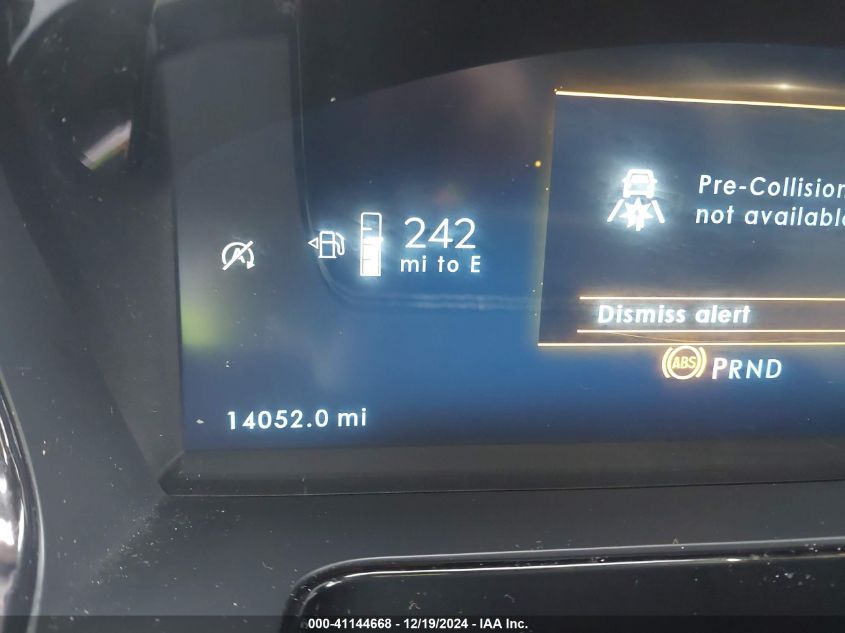 242
mi to E
Pre-Collision
not available
Dismiss alert
ABS PRND
14052.0 mi
000-41144668 - 12/19/2024 - IAA Inc.